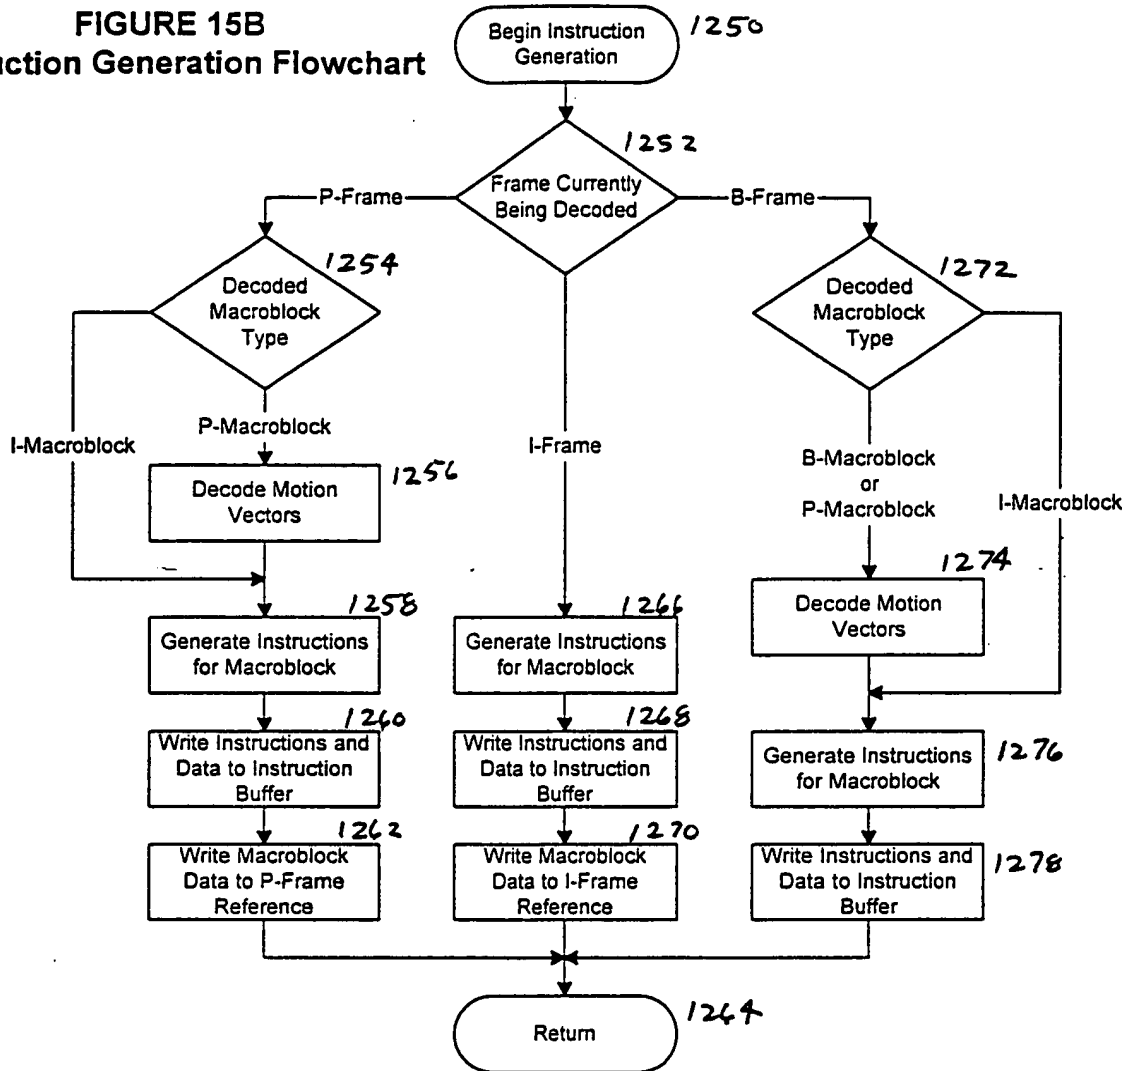 FIGURE 15B
uction Generation Flowchart
Begin Instruction
Generation
1250
Frame Currently
Being Decoded
1252
P-Frame
B-Frame
I-Frame
Decoded
Macroblock
Type
1254
I-Macroblock
P-Macroblock
Decode Motion
Vectors
1256
Generate Instructions
for Macroblock
1258
Write Instructions and
Data to Instruction
Buffer
1260
Write Macroblock
Data to P-Frame
Reference
1262
Generate Instructions
for Macroblock
1266
Write Instructions and
Data to Instruction
Buffer
1268
Write Macroblock
Data to I-Frame
Reference
1270
Decoded
Macroblock
Type
1272
B-Macroblock
or
P-Macroblock
I-Macroblock
Decode Motion
Vectors
1274
Generate Instructions
for Macroblock
1276
Write Instructions and
Data to Instruction
Buffer
1278
Return
1264